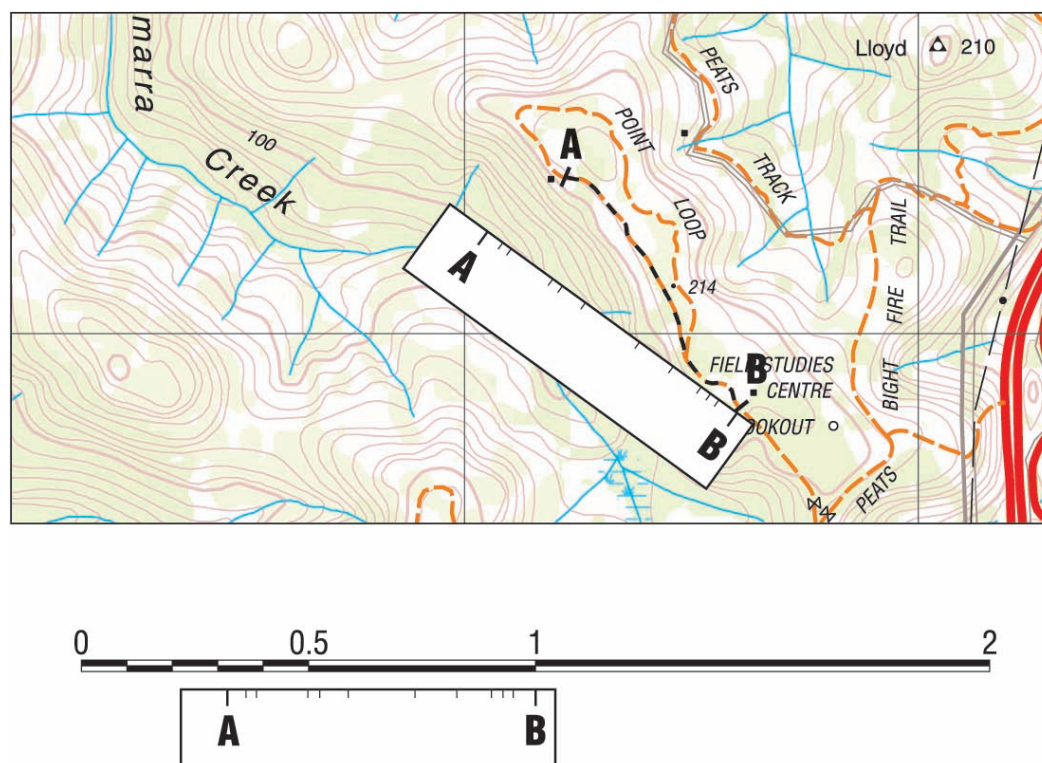 marra
Creek
100
PEATS
TRACK
Lloyd 210
POINT
LOOP
A
214
FIELD STUDIES
CENTRE
B
OOKOUT
BIGHT FIRE TRAIL
PEATS
A
B
0 0.5 1 2
A B